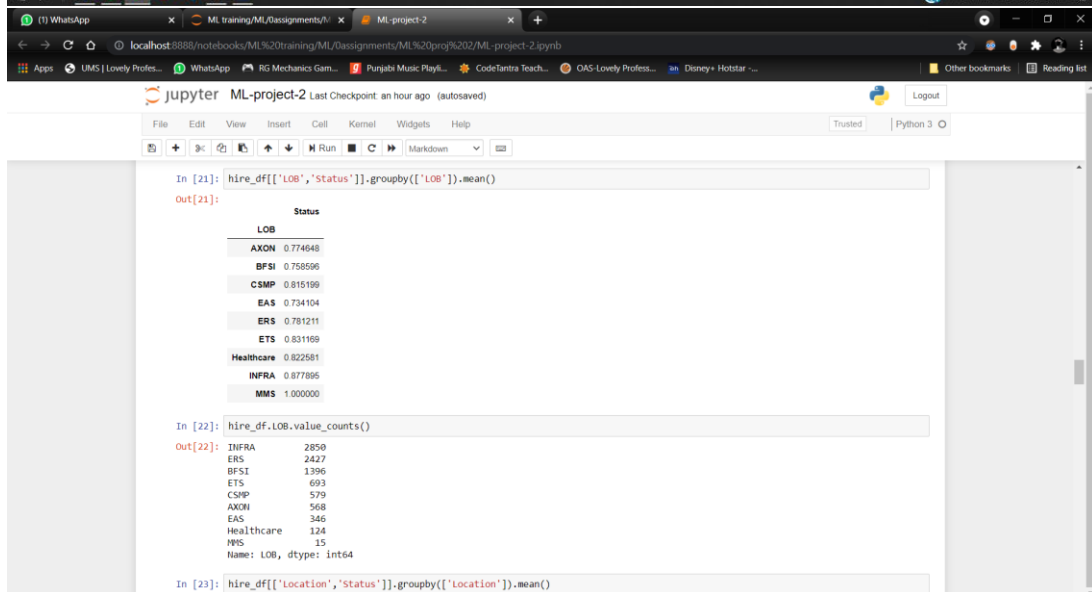 (1) WhatsApp
ML training/ML/0assignments/M
ML-project-2
localhost:8888/notebooks/ML%20training/ML/0assignments/ML%20proj%202/ML-project-2.ipynb
Apps
UMS | Lovely Profes...
WhatsApp
RG Mechanics Gam...
Punjabi Music Playli...
CodeTantra Teach...
OAS-Lovely Profess...
Disney+ Hotstar -...
Other bookmarks
Reading list
jupyter ML-project-2 Last Checkpoint: an hour ago (autosaved)
Logout
File Edit View Insert Cell Kernel Widgets Help
Trusted
Python 3
Run
Markdown
In [21]: hire_df[['LOB','Status']].groupby(['LOB']).mean()
Out[21]:
Status
LOB
AXON 0.774648
BFSI 0.758596
CSMP 0.815199
EAS 0.734104
ERS 0.781211
ETS 0.831169
Healthcare 0.822581
INFRA 0.877895
MMS 1.000000
In [22]: hire_df.LOB.value_counts()
Out[22]: INFRA 2850
ERS 2427
BFSI 1396
ETS 693
CSMP 579
AXON 568
EAS 346
Healthcare 124
MMS 15
Name: LOB, dtype: int64
In [23]: hire_df[['Location','Status']].groupby(['Location']).mean()